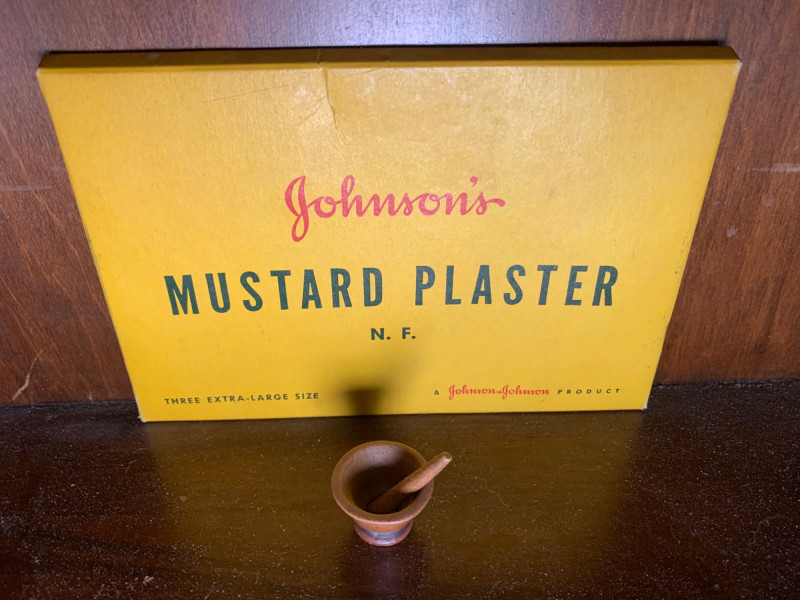 Johnson's
MUSTARD PLASTER
N. F.
THREE EXTRA-LARGE SIZE
A Johnson & Johnson PRODUCT